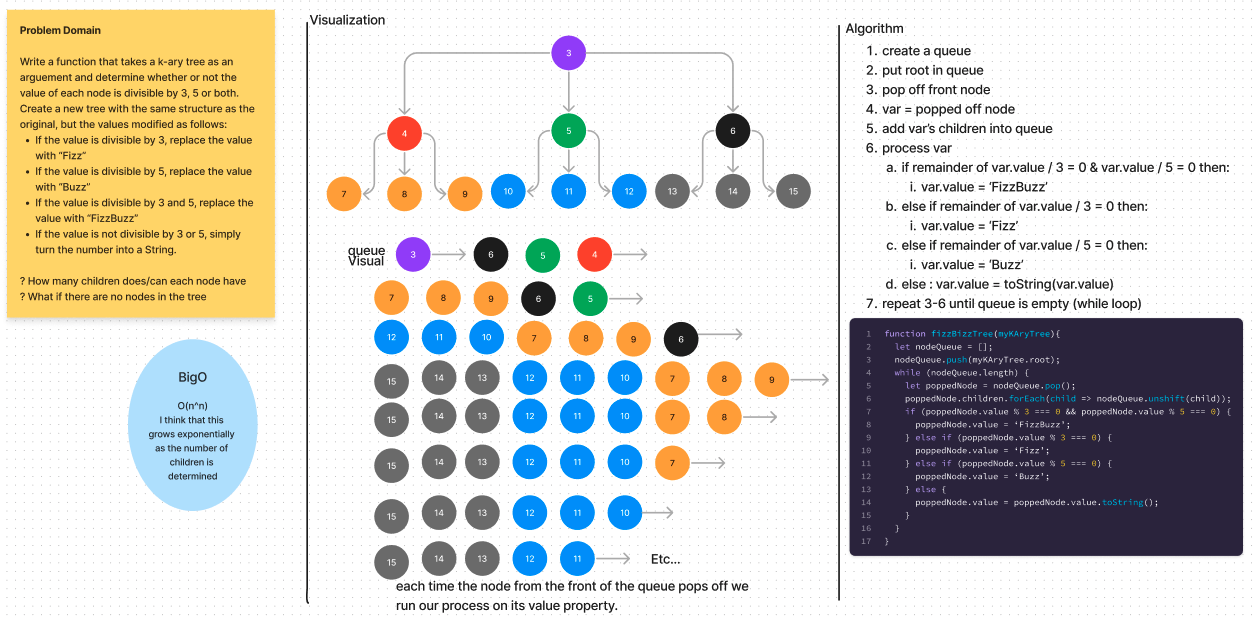 Problem Domain
Write a function that takes a k-ary tree as an
arguement and determine whether or not the
value of each node is divisible by 3, 5 or both.
Create a new tree with the same structure as the
original, but the values modified as follows:
• If the value is divisible by 3, replace the value
with “Fizz”
• If the value is divisible by 5, replace the value
with “Buzz”
• If the value is divisible by 3 and 5, replace the
value with “FizzBuzz”
• If the value is not divisible by 3 or 5, simply
turn the number into a String.
? How many children does/can each node have
? What if there are no nodes in the tree
BigO
O(n^n)
I think that this
grows exponentially
as the number of
children is
determined
Visualization
3
4 5 6
7 8 9 10 11 12 13 14 15
queue
Visual
3 6 5 4
7 8 9 6 5
12 11 10 7 8 9 6
15 14 13 12 11 10 7 8 9
15 14 13 12 11 10 7 8
15 14 13 12 11 10 7
15 14 13 12 11 10
15 14 13 12 11 Etc...
each time the node from the front of the queue pops off we
run our process on its value property.
Algorithm
1. create a queue
2. put root in queue
3. pop off front node
4. var = popped off node
5. add var’s children into queue
6. process var
a. if remainder of var.value / 3 = 0 & var.value / 5 = 0 then:
i. var.value = ‘FizzBuzz’
b. else if remainder of var.value / 3 = 0 then:
i. var.value = ‘Fizz’
c. else if remainder of var.value / 5 = 0 then:
i. var.value = ‘Buzz’
d. else : var.value = toString(var.value)
7. repeat 3-6 until queue is empty (while loop)
1 function fizzBizzTree(myKAryTree){
2 let nodeQueue = [];
3 nodeQueue.push(myKAryTree.root);
4 while (nodeQueue.length) {
5 let poppedNode = nodeQueue.pop();
6 poppedNode.children.forEach(child => nodeQueue.unshift(child));
7 if (poppedNode.value % 3 === 0 && poppedNode.value % 5 === 0) {
8 poppedNode.value = ‘FizzBuzz’;
9 } else if (poppedNode.value % 3 === 0) {
10 poppedNode.value = ‘Fizz’;
11 } else if (poppedNode.value % 5 === 0) {
12 poppedNode.value = ‘Buzz’;
13 } else {
14 poppedNode.value = poppedNode.value.toString();
15 }
16 }
17 }